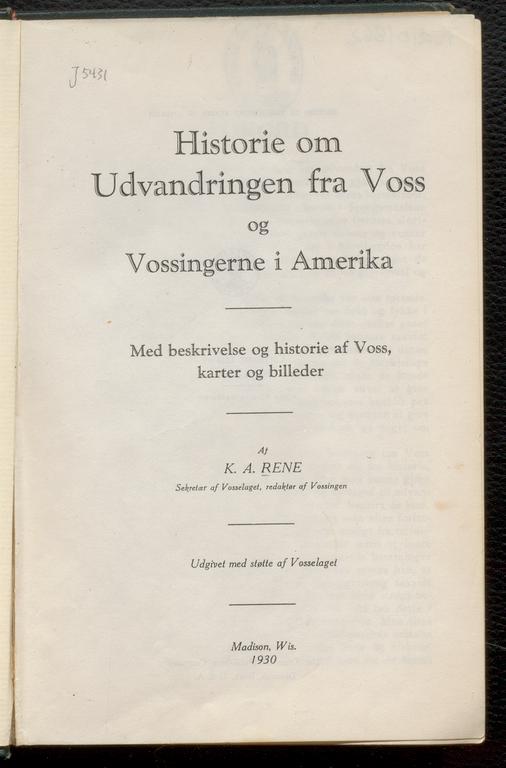 J 5431
Historie om
Udvandringen fra Voss
og
Vossingerne i Amerika
Med beskrivelse og historie af Voss,
karter og billeder
Af
K. A. RENE
Sekretær af Vosselaget, redaktør af Vossingen
Udgivet med støtte af Vosselaget
Madison, Wis.
1930